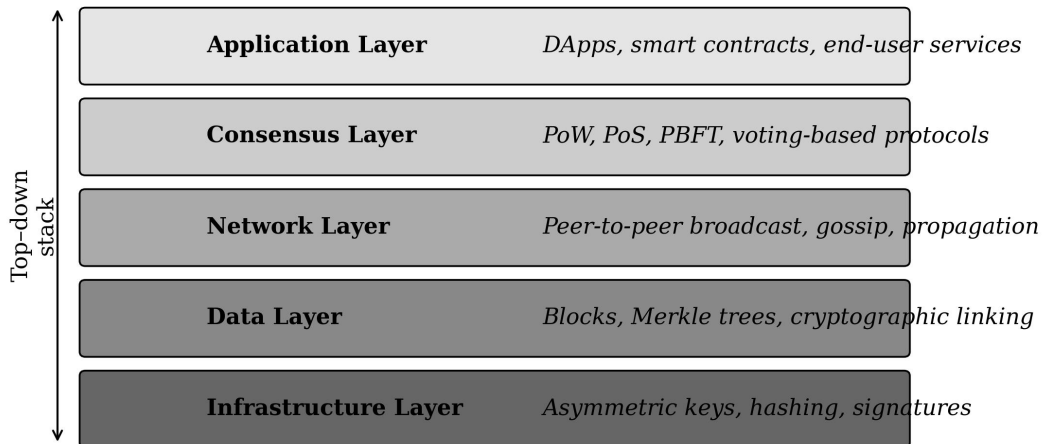 Application Layer DApps, smart contracts, end-user services
Consensus Layer PoW, PoS, PBFT, voting-based protocols
Network Layer Peer-to-peer broadcast, gossip, propagation
Data Layer Blocks, Merkle trees, cryptographic linking
Infrastructure Layer Asymmetric keys, hashing, signatures
Top–down
stack